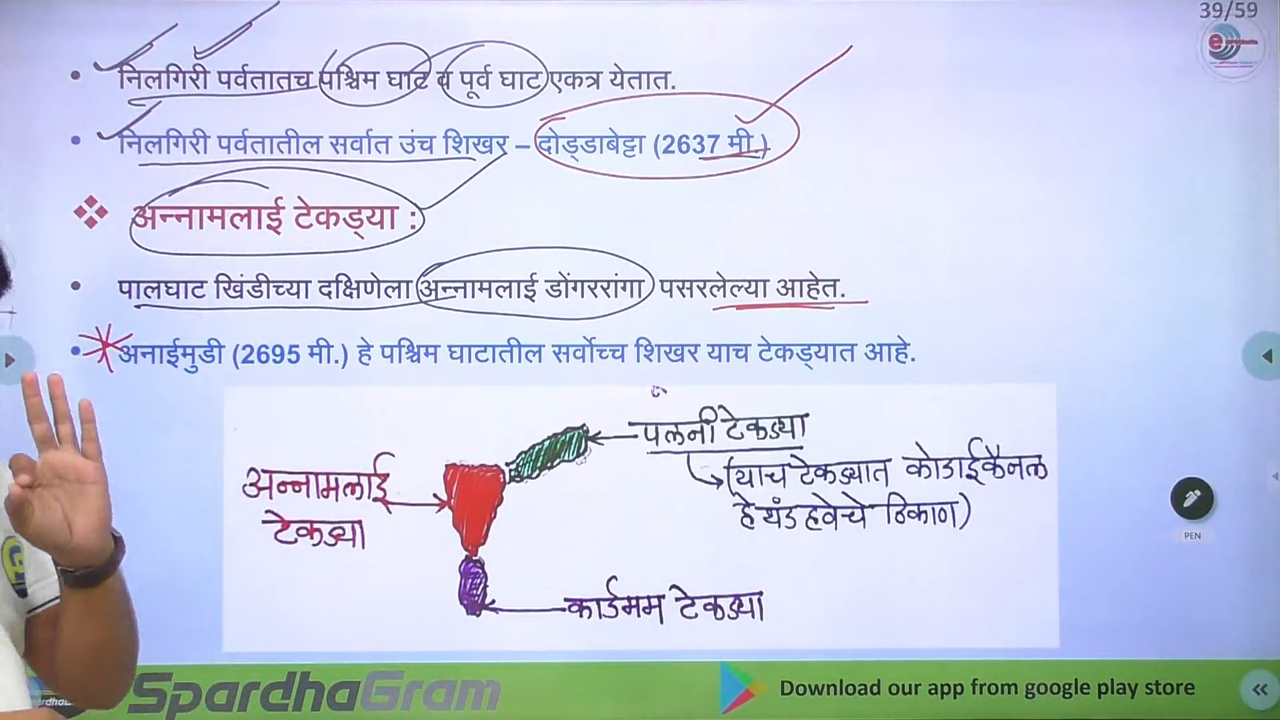 39/59
• निलगिरी पर्वतातच पश्चिम घाट व पूर्व घाट एकत्र येतात.
• निलगिरी पर्वतातील सर्वात उंच शिखर – दोड्डाबेट्टा (2637 मी.)
❖ अन्नामलाई टेकड्या :
• पालघाट खिंडीच्या दक्षिणेला अन्नामलाई डोंगररांगा पसरलेल्या आहेत.
• अनाईमुडी (2695 मी.) हे पश्चिम घाटातील सर्वोच्च शिखर याच टेकड्यात आहे.
पलनी टेकड्या
(याच टेकड्यात कोडाईकॅनल
हे थंड हवेचे ठिकाण)
अन्नामलाई
टेकड्या
कार्डमम टेकड्या
PEN
SpardhaGram
Download our app from google play store